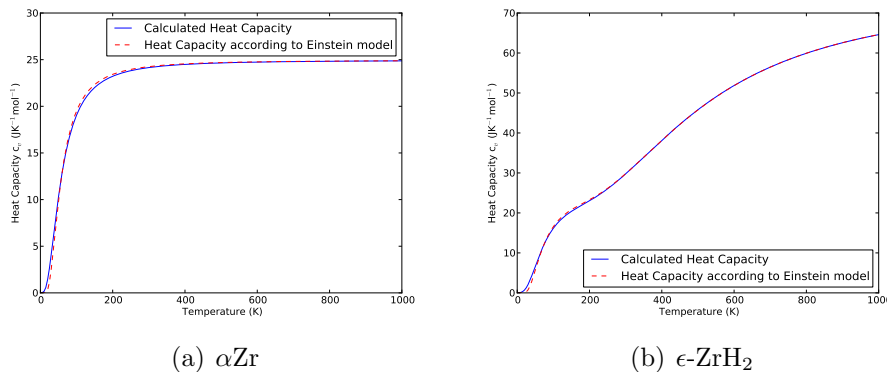 Calculated Heat Capacity
Heat Capacity according to Einstein model
30
25
20
15
10
5
0
Heat Capacity cᵥ (JK⁻¹mol⁻¹)
0 200 400 600 800 1000
Temperature (K)
(a) αZr
70
60
50
40
30
20
10
0
Heat Capacity cᵥ (JK⁻¹mol⁻¹)
Calculated Heat Capacity
Heat Capacity according to Einstein model
0 200 400 600 800 100
Temperature (K)
(b) ϵ-ZrH₂